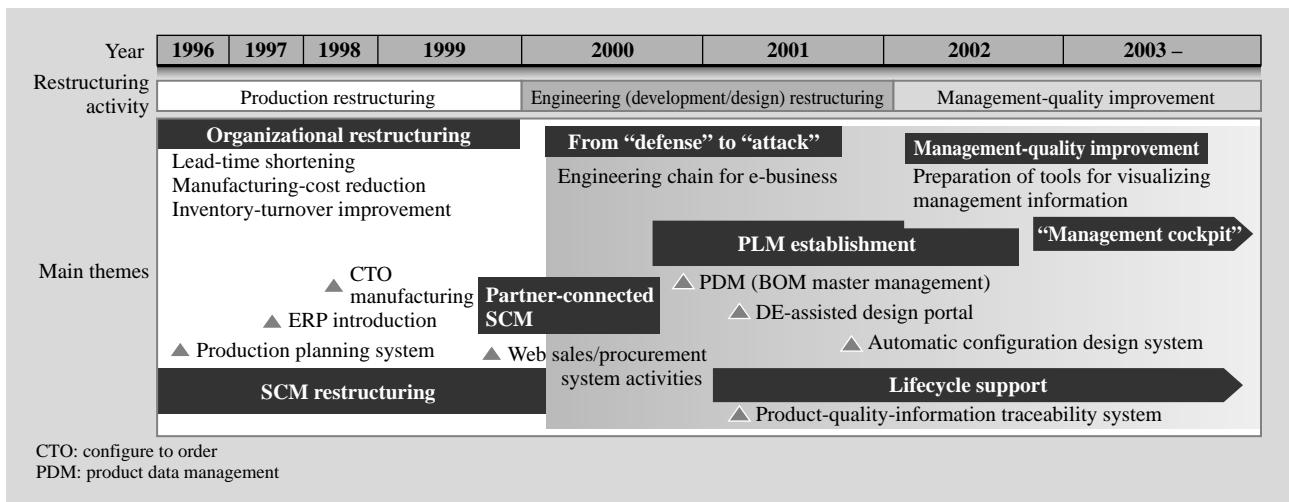 Year 1996 1997 1998 1999 2000 2001 2002 2003 –
Restructuring
activity
Production restructuring Engineering (development/design) restructuring Management-quality improvement
Organizational restructuring
Lead-time shortening
Manufacturing-cost reduction
Inventory-turnover improvement
From “defense” to “attack”
Engineering chain for e-business
Management-quality improvement
Preparation of tools for visualizing
management information
“Management cockpit”
PLM establishment
Main themes
CTO
manufacturing
Partner-connected
SCM
PDM (BOM master management)
ERP introduction
DE-assisted design portal
Production planning system
Web sales/procurement
system activities
Automatic configuration design system
SCM restructuring
Lifecycle support
Product-quality-information traceability system
CTO: configure to order
PDM: product data management